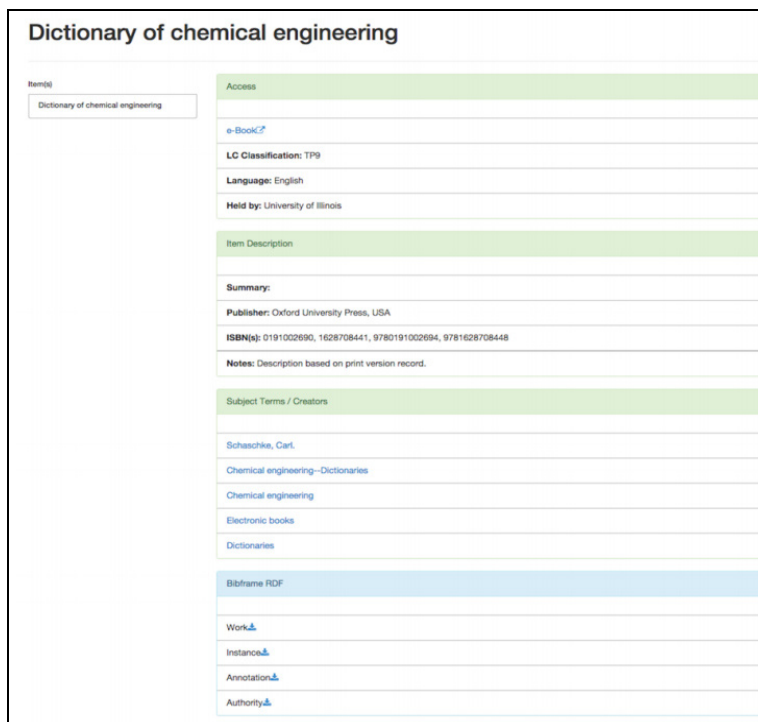 Dictionary of chemical engineering
Item(s)
Dictionary of chemical engineering
Access
e-Book
LC Classification: TP9
Language: English
Held by: University of Illinois
Item Description
Summary:
Publisher: Oxford University Press, USA
ISBN(s): 0191002690, 1628708441, 9780191002694, 9781628708448
Notes: Description based on print version record.
Subject Terms / Creators
Schaschke, Carl.
Chemical engineering--Dictionaries
Chemical engineering
Electronic books
Dictionaries
Bibframe RDF
Work
Instance
Annotation
Authority